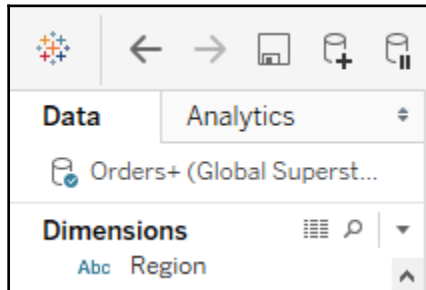 Data Analytics
Orders+ (Global Superst...
Dimensions
Abc Region